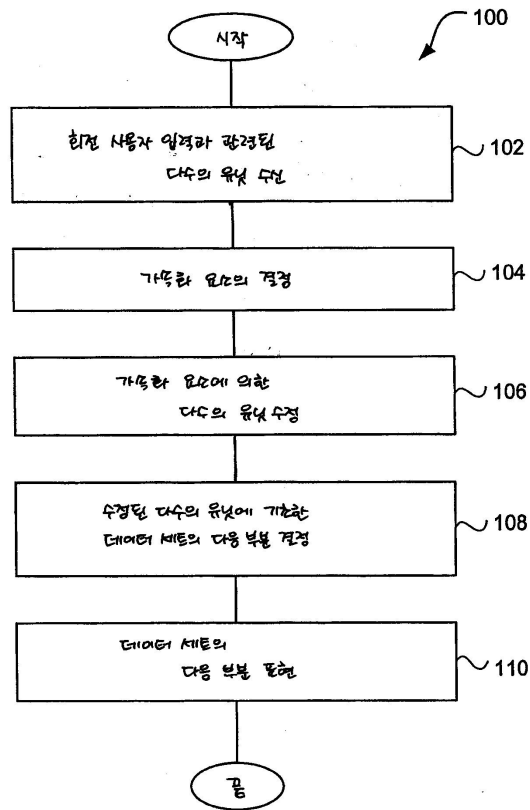 100
시작
회전 사용자 입력과 관련된
다수의 유닛 수신
102
가속화 요소의 결정
104
가속화 요소에 의한
다수의 유닛 수정
106
수정된 다수의 유닛에 기초한
데이터 세트의 다음 부분 결정
108
데이터 세트의
다음 부분 표현
110
끝